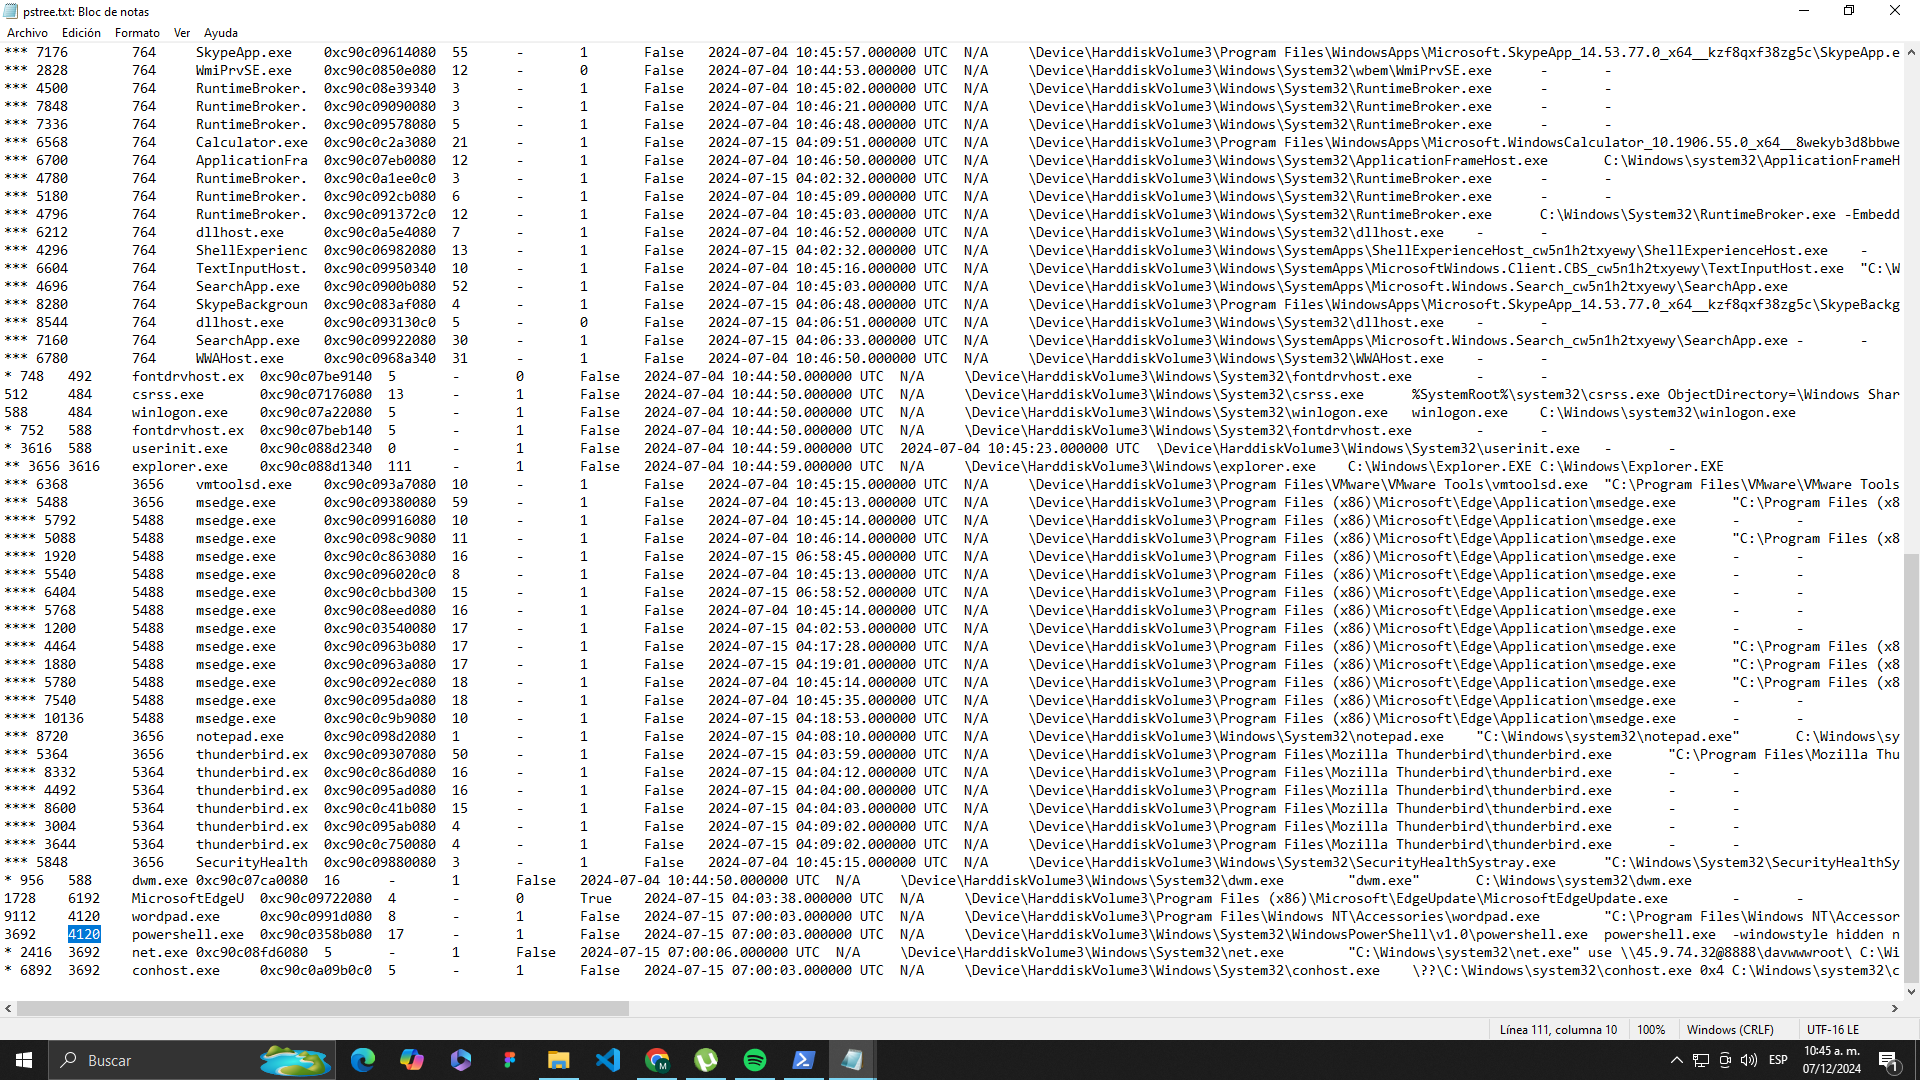 pstree.txt: Bloc de notas
Archivo Edición Formato Ver Ayuda
*** 7176 764 SkypeApp.exe 0xc90c09614080 55 - 1 False 2024-07-04 10:45:57.000000 UTC N/A \Device\HarddiskVolume3\Program Files\WindowsApps\Microsoft.SkypeApp_14.53.77.0_x64__kzf8qxf38zg5c\SkypeApp.e
*** 2828 764 WmiPrvSE.exe 0xc90c0850e080 12 - 0 False 2024-07-04 10:44:53.000000 UTC N/A \Device\HarddiskVolume3\Windows\System32\wbem\WmiPrvSE.exe - -
*** 4500 764 RuntimeBroker. 0xc90c08e39340 3 - 1 False 2024-07-04 10:45:02.000000 UTC N/A \Device\HarddiskVolume3\Windows\System32\RuntimeBroker.exe - -
*** 7848 764 RuntimeBroker. 0xc90c09090080 3 - 1 False 2024-07-04 10:46:21.000000 UTC N/A \Device\HarddiskVolume3\Windows\System32\RuntimeBroker.exe - -
*** 7336 764 RuntimeBroker. 0xc90c09578080 5 - 1 False 2024-07-04 10:46:48.000000 UTC N/A \Device\HarddiskVolume3\Windows\System32\RuntimeBroker.exe - -
*** 6568 764 Calculator.exe 0xc90c0c2a3080 21 - 1 False 2024-07-15 04:09:51.000000 UTC N/A \Device\HarddiskVolume3\Program Files\WindowsApps\Microsoft.WindowsCalculator_10.1906.55.0_x64__8wekyb3d8bbwe
*** 6700 764 ApplicationFra 0xc90c07eb0080 12 - 1 False 2024-07-04 10:46:50.000000 UTC N/A \Device\HarddiskVolume3\Windows\System32\ApplicationFrameHost.exe C:\Windows\system32\ApplicationFrameH
*** 4780 764 RuntimeBroker. 0xc90c0a1ee0c0 3 - 1 False 2024-07-15 04:02:32.000000 UTC N/A \Device\HarddiskVolume3\Windows\System32\RuntimeBroker.exe - -
*** 5180 764 RuntimeBroker. 0xc90c092cb080 6 - 1 False 2024-07-04 10:45:09.000000 UTC N/A \Device\HarddiskVolume3\Windows\System32\RuntimeBroker.exe - -
*** 4796 764 RuntimeBroker. 0xc90c091372c0 12 - 1 False 2024-07-04 10:45:03.000000 UTC N/A \Device\HarddiskVolume3\Windows\System32\RuntimeBroker.exe C:\Windows\System32\RuntimeBroker.exe -Embedd
*** 6212 764 dllhost.exe 0xc90c0a5e4080 7 - 1 False 2024-07-04 10:46:52.000000 UTC N/A \Device\HarddiskVolume3\Windows\System32\dllhost.exe - -
*** 4296 764 ShellExperienc 0xc90c06982080 13 - 1 False 2024-07-15 04:02:32.000000 UTC N/A \Device\HarddiskVolume3\Windows\SystemApps\ShellExperienceHost_cw5n1h2txyewy\ShellExperienceHost.exe -
*** 6604 764 TextInputHost. 0xc90c09950340 10 - 1 False 2024-07-04 10:45:16.000000 UTC N/A \Device\HarddiskVolume3\Windows\SystemApps\MicrosoftWindows.Client.CBS_cw5n1h2txyewy\TextInputHost.exe "C:\W
*** 4696 764 SearchApp.exe 0xc90c0900b080 52 - 1 False 2024-07-04 10:45:03.000000 UTC N/A \Device\HarddiskVolume3\Windows\SystemApps\Microsoft.Windows.Search_cw5n1h2txyewy\SearchApp.exe
*** 8280 764 SkypeBackgroun 0xc90c083af080 4 - 1 False 2024-07-15 04:06:48.000000 UTC N/A \Device\HarddiskVolume3\Program Files\WindowsApps\Microsoft.SkypeApp_14.53.77.0_x64__kzf8qxf38zg5c\SkypeBackg
*** 8544 764 dllhost.exe 0xc90c093130c0 5 - 0 False 2024-07-15 04:06:51.000000 UTC N/A \Device\HarddiskVolume3\Windows\System32\dllhost.exe - -
*** 7160 764 SearchApp.exe 0xc90c09922080 30 - 1 False 2024-07-15 04:06:33.000000 UTC N/A \Device\HarddiskVolume3\Windows\SystemApps\Microsoft.Windows.Search_cw5n1h2txyewy\SearchApp.exe - -
*** 6780 764 WWAHost.exe 0xc90c0968a340 31 - 1 False 2024-07-04 10:46:50.000000 UTC N/A \Device\HarddiskVolume3\Windows\System32\WWAHost.exe - -
* 748 492 fontdrvhost.ex 0xc90c07be9140 5 - 0 False 2024-07-04 10:44:50.000000 UTC N/A \Device\HarddiskVolume3\Windows\System32\fontdrvhost.exe - -
512 484 csrss.exe 0xc90c07176080 13 - 1 False 2024-07-04 10:44:50.000000 UTC N/A \Device\HarddiskVolume3\Windows\System32\csrss.exe %SystemRoot%\system32\csrss.exe ObjectDirectory=\Windows Shar
588 484 winlogon.exe 0xc90c07a22080 5 - 1 False 2024-07-04 10:44:50.000000 UTC N/A \Device\HarddiskVolume3\Windows\System32\winlogon.exe winlogon.exe C:\Windows\system32\winlogon.exe
* 752 588 fontdrvhost.ex 0xc90c07beb140 5 - 1 False 2024-07-04 10:44:50.000000 UTC N/A \Device\HarddiskVolume3\Windows\System32\fontdrvhost.exe - -
* 3616 588 userinit.exe 0xc90c088d2340 0 - 1 False 2024-07-04 10:44:59.000000 UTC 2024-07-04 10:45:23.000000 UTC \Device\HarddiskVolume3\Windows\System32\userinit.exe - -
** 3656 3616 explorer.exe 0xc90c088d1340 111 - 1 False 2024-07-04 10:44:59.000000 UTC N/A \Device\HarddiskVolume3\Windows\explorer.exe C:\Windows\Explorer.EXE C:\Windows\Explorer.EXE
*** 6368 3656 vmtoolsd.exe 0xc90c093a7080 10 - 1 False 2024-07-04 10:45:15.000000 UTC N/A \Device\HarddiskVolume3\Program Files\VMware\VMware Tools\vmtoolsd.exe "C:\Program Files\VMware\VMware Tools
*** 5488 3656 msedge.exe 0xc90c09380080 59 - 1 False 2024-07-04 10:45:13.000000 UTC N/A \Device\HarddiskVolume3\Program Files (x86)\Microsoft\Edge\Application\msedge.exe "C:\Program Files (x8
**** 5792 5488 msedge.exe 0xc90c09916080 10 - 1 False 2024-07-04 10:45:14.000000 UTC N/A \Device\HarddiskVolume3\Program Files (x86)\Microsoft\Edge\Application\msedge.exe - -
**** 5088 5488 msedge.exe 0xc90c098c9080 11 - 1 False 2024-07-04 10:46:14.000000 UTC N/A \Device\HarddiskVolume3\Program Files (x86)\Microsoft\Edge\Application\msedge.exe "C:\Program Files (x8
**** 1920 5488 msedge.exe 0xc90c0c863080 16 - 1 False 2024-07-15 06:58:45.000000 UTC N/A \Device\HarddiskVolume3\Program Files (x86)\Microsoft\Edge\Application\msedge.exe - -
**** 5540 5488 msedge.exe 0xc90c096020c0 8 - 1 False 2024-07-04 10:45:13.000000 UTC N/A \Device\HarddiskVolume3\Program Files (x86)\Microsoft\Edge\Application\msedge.exe - -
**** 6404 5488 msedge.exe 0xc90c0cbbd300 15 - 1 False 2024-07-15 06:58:52.000000 UTC N/A \Device\HarddiskVolume3\Program Files (x86)\Microsoft\Edge\Application\msedge.exe - -
**** 5768 5488 msedge.exe 0xc90c08eed080 16 - 1 False 2024-07-04 10:45:14.000000 UTC N/A \Device\HarddiskVolume3\Program Files (x86)\Microsoft\Edge\Application\msedge.exe - -
**** 1200 5488 msedge.exe 0xc90c03540080 17 - 1 False 2024-07-15 04:02:53.000000 UTC N/A \Device\HarddiskVolume3\Program Files (x86)\Microsoft\Edge\Application\msedge.exe - -
**** 4464 5488 msedge.exe 0xc90c0963b080 17 - 1 False 2024-07-15 04:17:28.000000 UTC N/A \Device\HarddiskVolume3\Program Files (x86)\Microsoft\Edge\Application\msedge.exe "C:\Program Files (x8
**** 1880 5488 msedge.exe 0xc90c0963a080 17 - 1 False 2024-07-15 04:19:01.000000 UTC N/A \Device\HarddiskVolume3\Program Files (x86)\Microsoft\Edge\Application\msedge.exe "C:\Program Files (x8
**** 5780 5488 msedge.exe 0xc90c092ec080 18 - 1 False 2024-07-04 10:45:14.000000 UTC N/A \Device\HarddiskVolume3\Program Files (x86)\Microsoft\Edge\Application\msedge.exe "C:\Program Files (x8
**** 7540 5488 msedge.exe 0xc90c095da080 18 - 1 False 2024-07-04 10:45:35.000000 UTC N/A \Device\HarddiskVolume3\Program Files (x86)\Microsoft\Edge\Application\msedge.exe - -
**** 10136 5488 msedge.exe 0xc90c0c9b9080 10 - 1 False 2024-07-15 04:18:53.000000 UTC N/A \Device\HarddiskVolume3\Program Files (x86)\Microsoft\Edge\Application\msedge.exe - -
*** 8720 3656 notepad.exe 0xc90c098d2080 1 - 1 False 2024-07-15 04:08:10.000000 UTC N/A \Device\HarddiskVolume3\Windows\System32\notepad.exe "C:\Windows\system32\notepad.exe" C:\Windows\sy
*** 5364 3656 thunderbird.ex 0xc90c09307080 50 - 1 False 2024-07-15 04:03:59.000000 UTC N/A \Device\HarddiskVolume3\Program Files\Mozilla Thunderbird\thunderbird.exe "C:\Program Files\Mozilla Thu
**** 8332 5364 thunderbird.ex 0xc90c0c86d080 16 - 1 False 2024-07-15 04:04:12.000000 UTC N/A \Device\HarddiskVolume3\Program Files\Mozilla Thunderbird\thunderbird.exe - -
**** 4492 5364 thunderbird.ex 0xc90c095ad080 16 - 1 False 2024-07-15 04:04:00.000000 UTC N/A \Device\HarddiskVolume3\Program Files\Mozilla Thunderbird\thunderbird.exe - -
**** 8600 5364 thunderbird.ex 0xc90c0c41b080 15 - 1 False 2024-07-15 04:04:03.000000 UTC N/A \Device\HarddiskVolume3\Program Files\Mozilla Thunderbird\thunderbird.exe - -
**** 3004 5364 thunderbird.ex 0xc90c095ab080 4 - 1 False 2024-07-15 04:09:02.000000 UTC N/A \Device\HarddiskVolume3\Program Files\Mozilla Thunderbird\thunderbird.exe - -
**** 3644 5364 thunderbird.ex 0xc90c0c750080 4 - 1 False 2024-07-15 04:09:02.000000 UTC N/A \Device\HarddiskVolume3\Program Files\Mozilla Thunderbird\thunderbird.exe - -
*** 5848 3656 SecurityHealth 0xc90c09880080 3 - 1 False 2024-07-04 10:45:15.000000 UTC N/A \Device\HarddiskVolume3\Windows\System32\SecurityHealthSystray.exe "C:\Windows\System32\SecurityHealthSy
* 956 588 dwm.exe 0xc90c07ca0080 16 - 1 False 2024-07-04 10:44:50.000000 UTC N/A \Device\HarddiskVolume3\Windows\System32\dwm.exe "dwm.exe" C:\Windows\system32\dwm.exe
1728 6192 MicrosoftEdgeU 0xc90c09722080 4 - 0 True 2024-07-15 04:03:38.000000 UTC N/A \Device\HarddiskVolume3\Program Files (x86)\Microsoft\EdgeUpdate\MicrosoftEdgeUpdate.exe - -
9112 4120 wordpad.exe 0xc90c0991d080 8 - 1 False 2024-07-15 07:00:03.000000 UTC N/A \Device\HarddiskVolume3\Program Files\Windows NT\Accessories\wordpad.exe "C:\Program Files\Windows NT\Accessor
3692 4120 powershell.exe 0xc90c0358b080 17 - 1 False 2024-07-15 07:00:03.000000 UTC N/A \Device\HarddiskVolume3\Windows\System32\WindowsPowerShell\v1.0\powershell.exe powershell.exe -windowstyle hidden n
* 2416 3692 net.exe 0xc90c08fd6080 5 - 1 False 2024-07-15 07:00:06.000000 UTC N/A \Device\HarddiskVolume3\Windows\System32\net.exe "C:\Windows\system32\net.exe" use \\45.9.74.32@8888\davwwwroot\ C:\Wi
* 6892 3692 conhost.exe 0xc90c0a09b0c0 5 - 1 False 2024-07-15 07:00:03.000000 UTC N/A \Device\HarddiskVolume3\Windows\System32\conhost.exe \??\C:\Windows\system32\conhost.exe 0x4 C:\Windows\system32\c
Línea 111, columna 10 100% Windows (CRLF) UTF-16 LE
Buscar
ESP
10:45 a. m.
07/12/2024
1